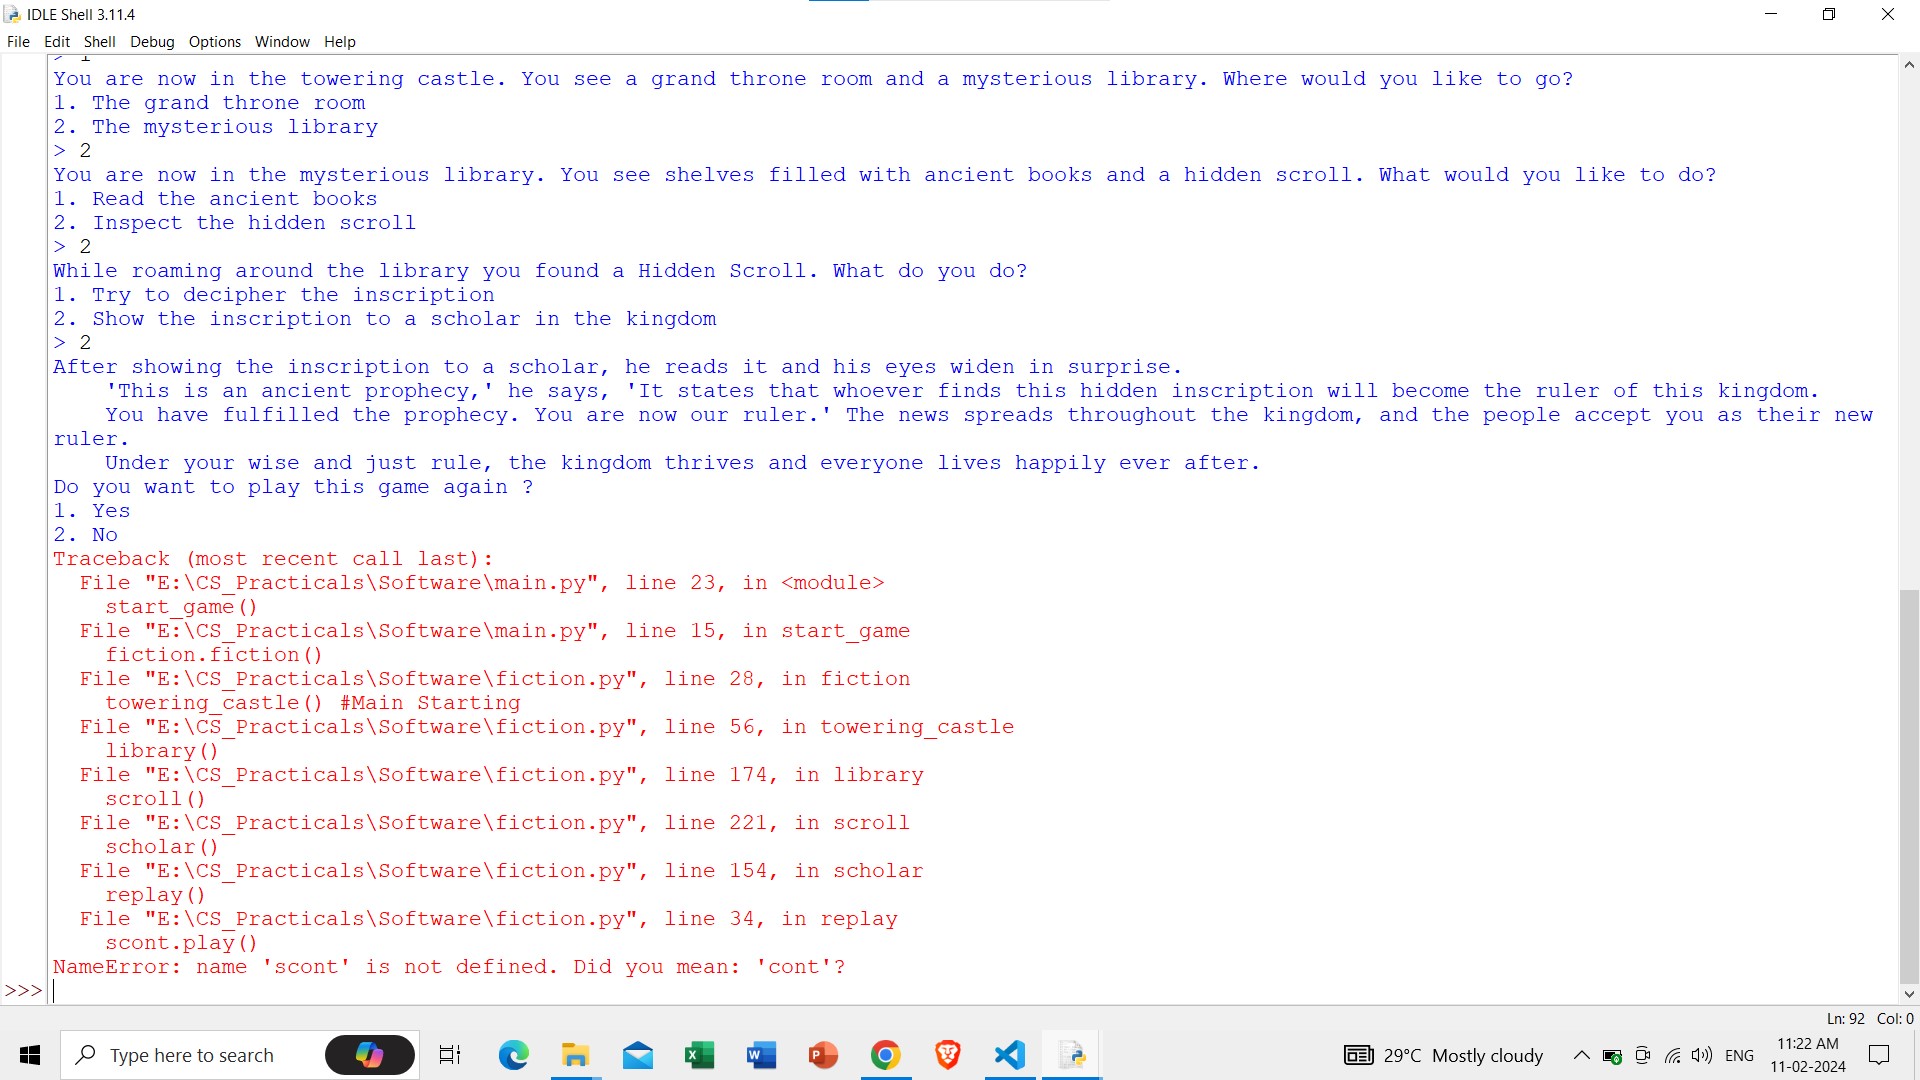 IDLE Shell 3.11.4
File Edit Shell Debug Options Window Help
> 1
You are now in the towering castle. You see a grand throne room and a mysterious library. Where would you like to go?
1. The grand throne room
2. The mysterious library
> 2
You are now in the mysterious library. You see shelves filled with ancient books and a hidden scroll. What would you like to do?
1. Read the ancient books
2. Inspect the hidden scroll
> 2
While roaming around the library you found a Hidden Scroll. What do you do?
1. Try to decipher the inscription
2. Show the inscription to a scholar in the kingdom
> 2
After showing the inscription to a scholar, he reads it and his eyes widen in surprise.
    'This is an ancient prophecy,' he says, 'It states that whoever finds this hidden inscription will become the ruler of this kingdom.
    You have fulfilled the prophecy. You are now our ruler.' The news spreads throughout the kingdom, and the people accept you as their new
ruler.
    Under your wise and just rule, the kingdom thrives and everyone lives happily ever after.
Do you want to play this game again ?
1. Yes
2. No
Traceback (most recent call last):
  File "E:\CS_Practicals\Software\main.py", line 23, in <module>
    start_game()
  File "E:\CS_Practicals\Software\main.py", line 15, in start_game
    fiction.fiction()
  File "E:\CS_Practicals\Software\fiction.py", line 28, in fiction
    towering_castle() #Main Starting
  File "E:\CS_Practicals\Software\fiction.py", line 56, in towering_castle
    library()
  File "E:\CS_Practicals\Software\fiction.py", line 174, in library
    scroll()
  File "E:\CS_Practicals\Software\fiction.py", line 221, in scroll
    scholar()
  File "E:\CS_Practicals\Software\fiction.py", line 154, in scholar
    replay()
  File "E:\CS_Practicals\Software\fiction.py", line 34, in replay
    scont.play()
NameError: name 'scont' is not defined. Did you mean: 'cont'?
>>>
Ln: 92 Col: 0
Type here to search
29°C Mostly cloudy
ENG
11:22 AM
11-02-2024